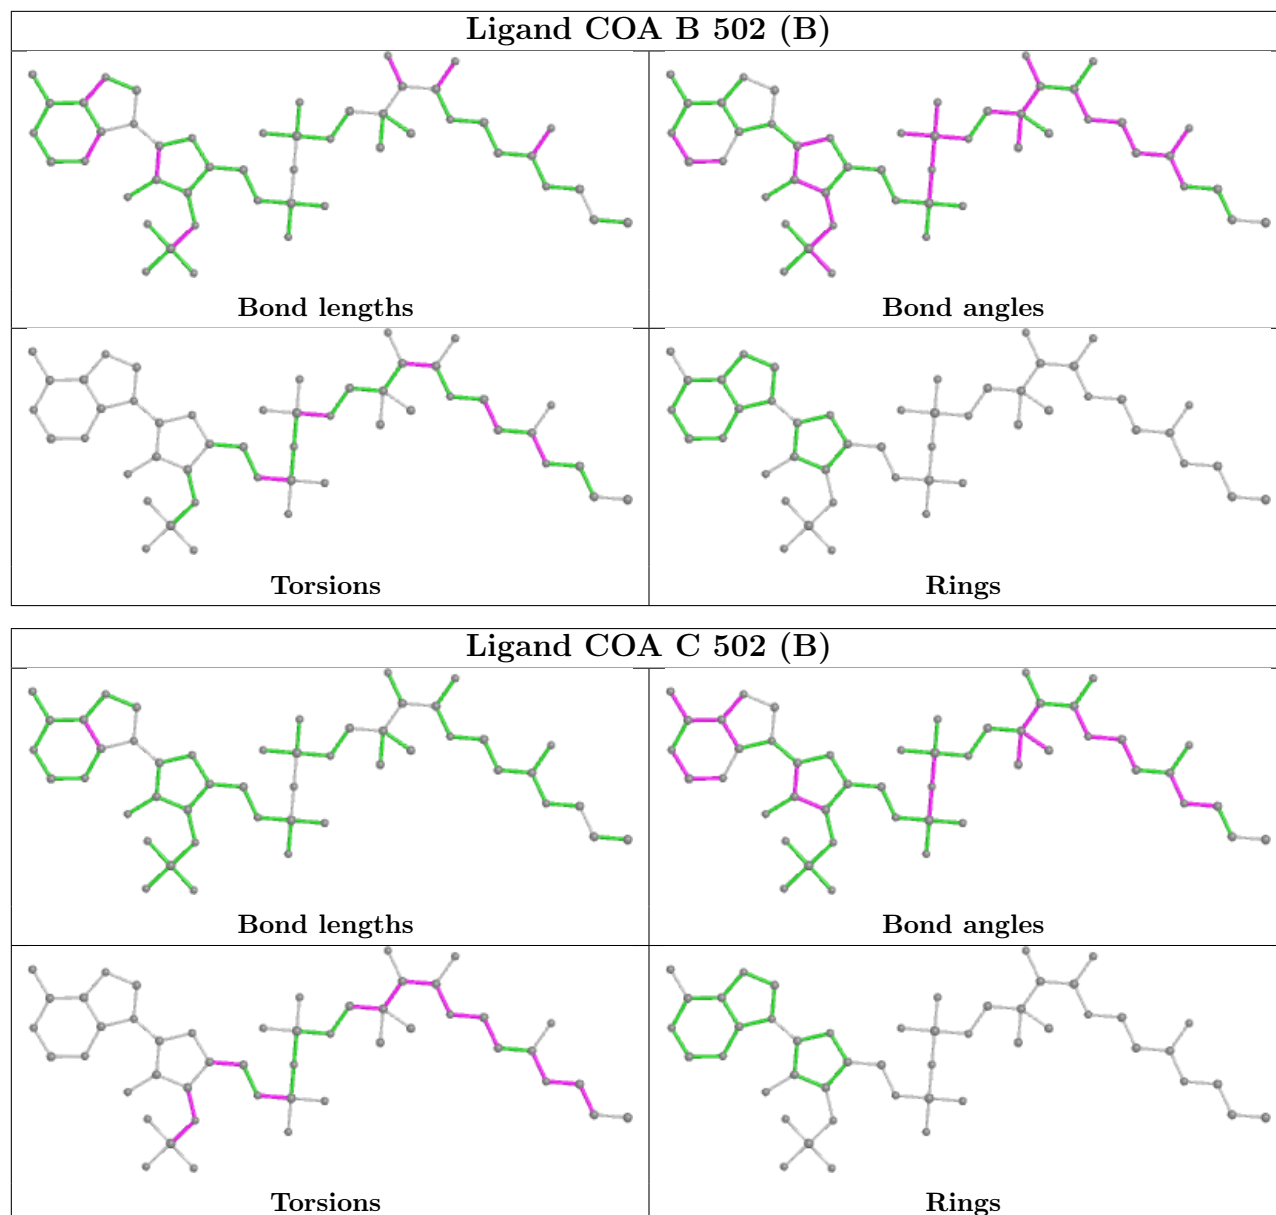 Ligand COA B 502 (B)
Bond lengths
Bond angles
Torsions
Rings
Ligand COA C 502 (B)
Bond lengths
Bond angles
Torsions
Rings